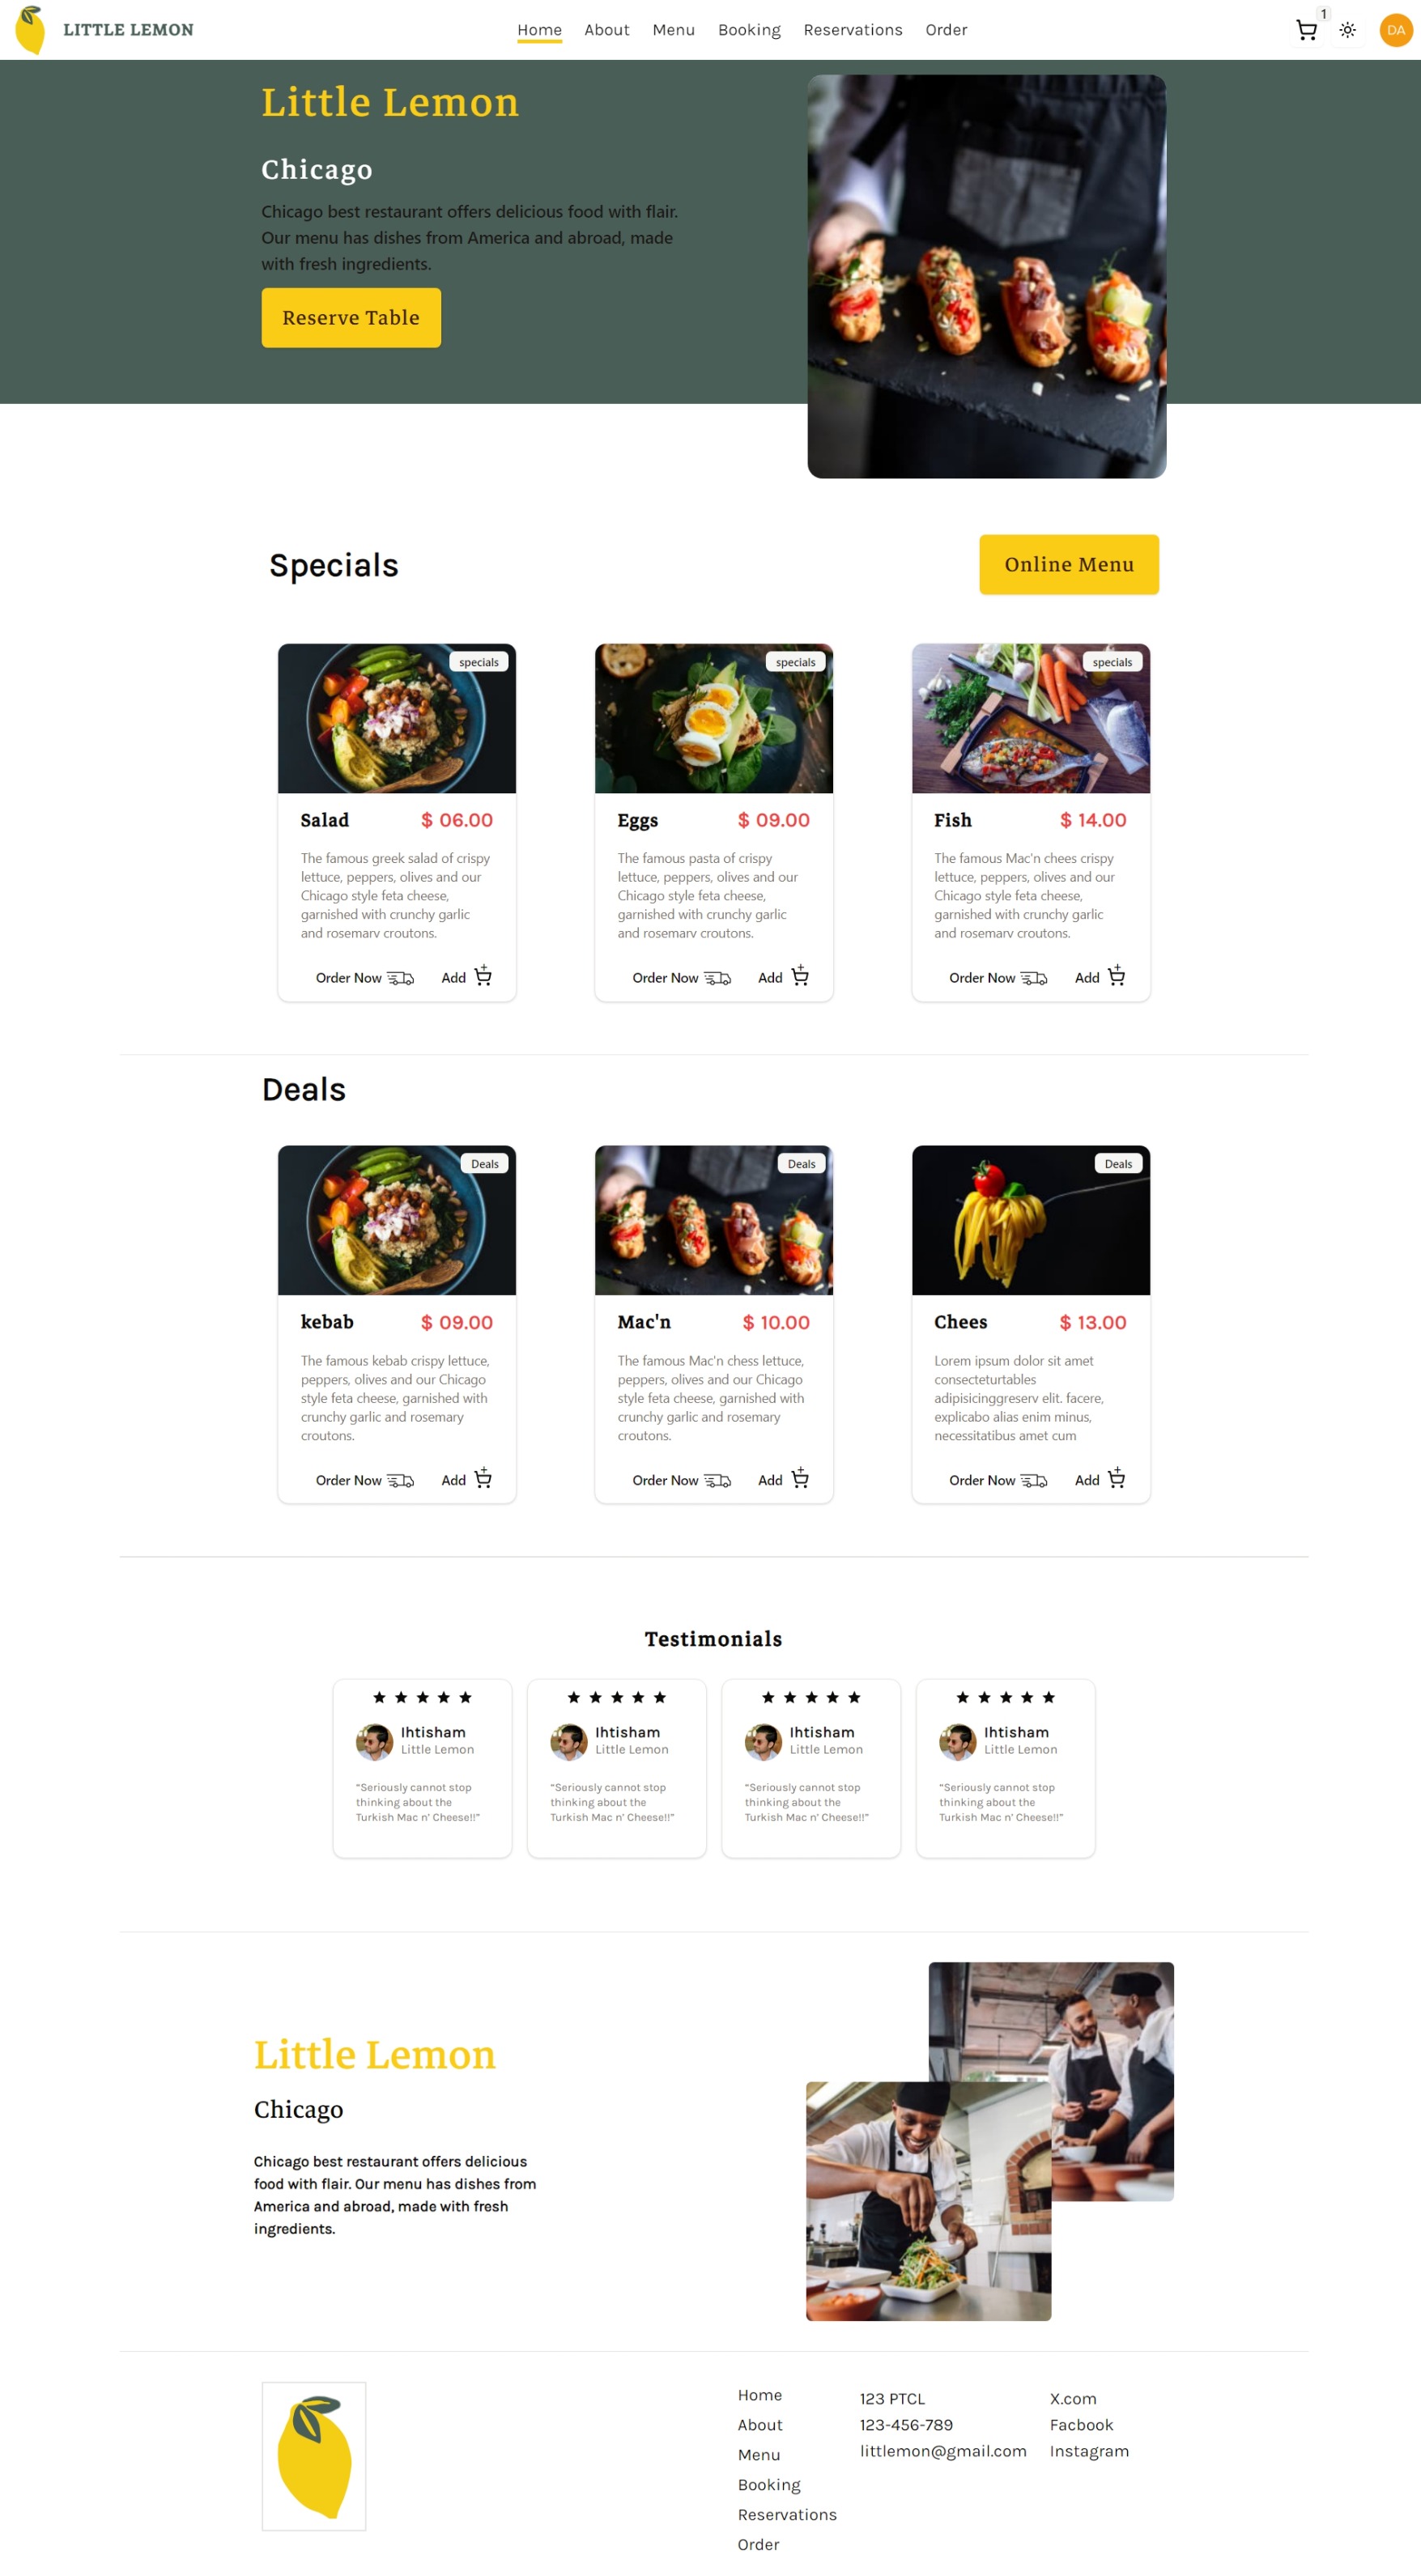 LITTLE LEMON
Home About Menu Booking Reservations Order
1
DA
Little Lemon
Chicago
Chicago best restaurant offers delicious food with flair.
Our menu has dishes from America and abroad, made
with fresh ingredients.
Reserve Table
Specials
Online Menu
specials
Salad $ 06.00
The famous greek salad of crispy
lettuce, peppers, olives and our
Chicago style feta cheese,
garnished with crunchy garlic
and rosemary croutons.
Order Now Add
specials
Eggs $ 09.00
The famous pasta of crispy
lettuce, peppers, olives and our
Chicago style feta cheese,
garnished with crunchy garlic
and rosemary croutons.
Order Now Add
specials
Fish $ 14.00
The famous Mac'n chees crispy
lettuce, peppers, olives and our
Chicago style feta cheese,
garnished with crunchy garlic
and rosemary croutons.
Order Now Add
Deals
Deals
kebab $ 09.00
The famous kebab crispy lettuce,
peppers, olives and our Chicago
style feta cheese, garnished with
crunchy garlic and rosemary
croutons.
Order Now Add
Deals
Mac'n $ 10.00
The famous Mac'n chess lettuce,
peppers, olives and our Chicago
style feta cheese, garnished with
crunchy garlic and rosemary
croutons.
Order Now Add
Deals
Chees $ 13.00
Lorem ipsum dolor sit amet
consecteturtables
adipisicinggreserv elit. facere,
explicabo alias enim minus,
necessitatibus amet cum
Order Now Add
Testimonials
Ihtisham
Little Lemon
“Seriously cannot stop
thinking about the
Turkish Mac n' Cheese!!”
Ihtisham
Little Lemon
“Seriously cannot stop
thinking about the
Turkish Mac n' Cheese!!”
Ihtisham
Little Lemon
“Seriously cannot stop
thinking about the
Turkish Mac n' Cheese!!”
Ihtisham
Little Lemon
“Seriously cannot stop
thinking about the
Turkish Mac n' Cheese!!”
Little Lemon
Chicago
Chicago best restaurant offers delicious
food with flair. Our menu has dishes from
America and abroad, made with fresh
ingredients.
Home
About
Menu
Booking
Reservations
Order
123 PTCL
123-456-789
littlemon@gmail.com
X.com
Facbook
Instagram